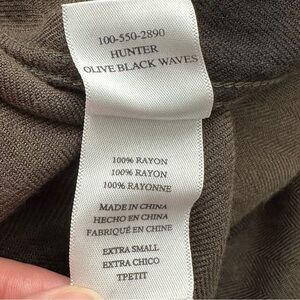 100-550-2890
HUNTER
OLIVE BLACK WAVES
100% RAYON
100% RAYON
100% RAYONNE
MADE IN CHINA
HECHO EN CHINA
FABRIQUÉ EN CHINE
EXTRA SMALL
EXTRA CHICO
TPETIT